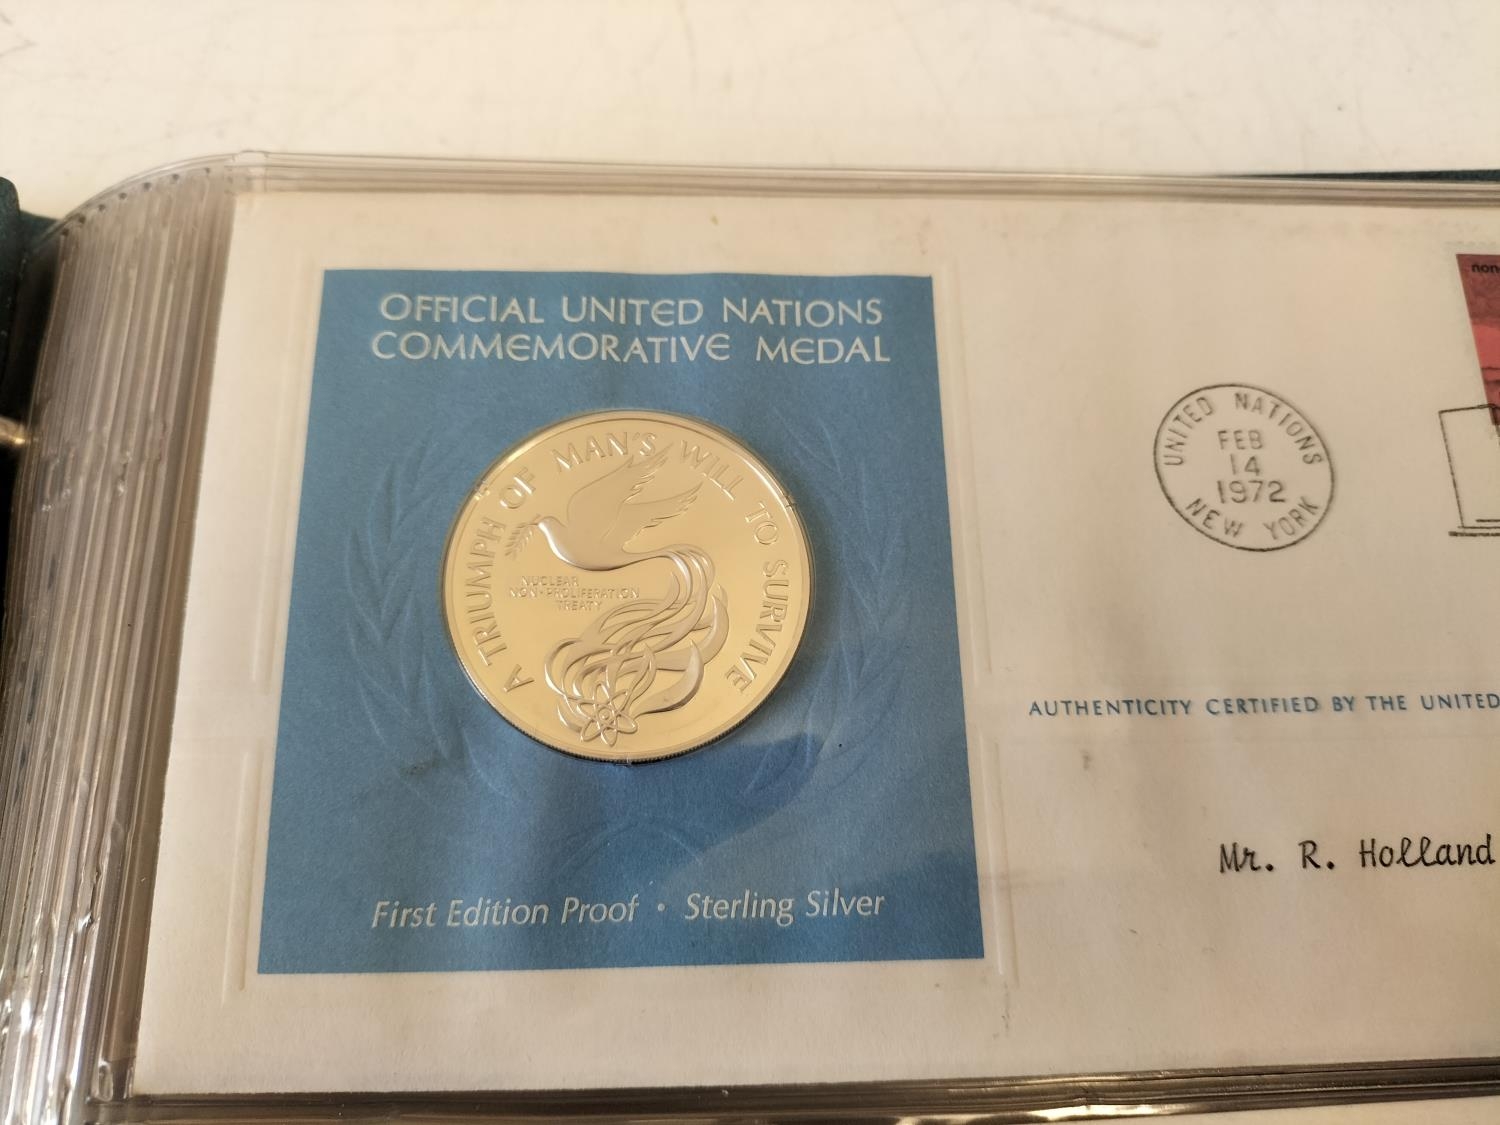 OFFICIAL UNITED NATIONS
COMMEMORATIVE MEDAL
A TRIUMPH OF MAN'S WILL TO SURVIVE
NUCLEAR
NON-PROLIFERATION
TREATY
First Edition Proof • Sterling Silver
non-
UNITED NATIONS
FEB
14
1972
NEW YORK
AUTHENTICITY CERTIFIED BY THE UNITED
Mr. R. Holland